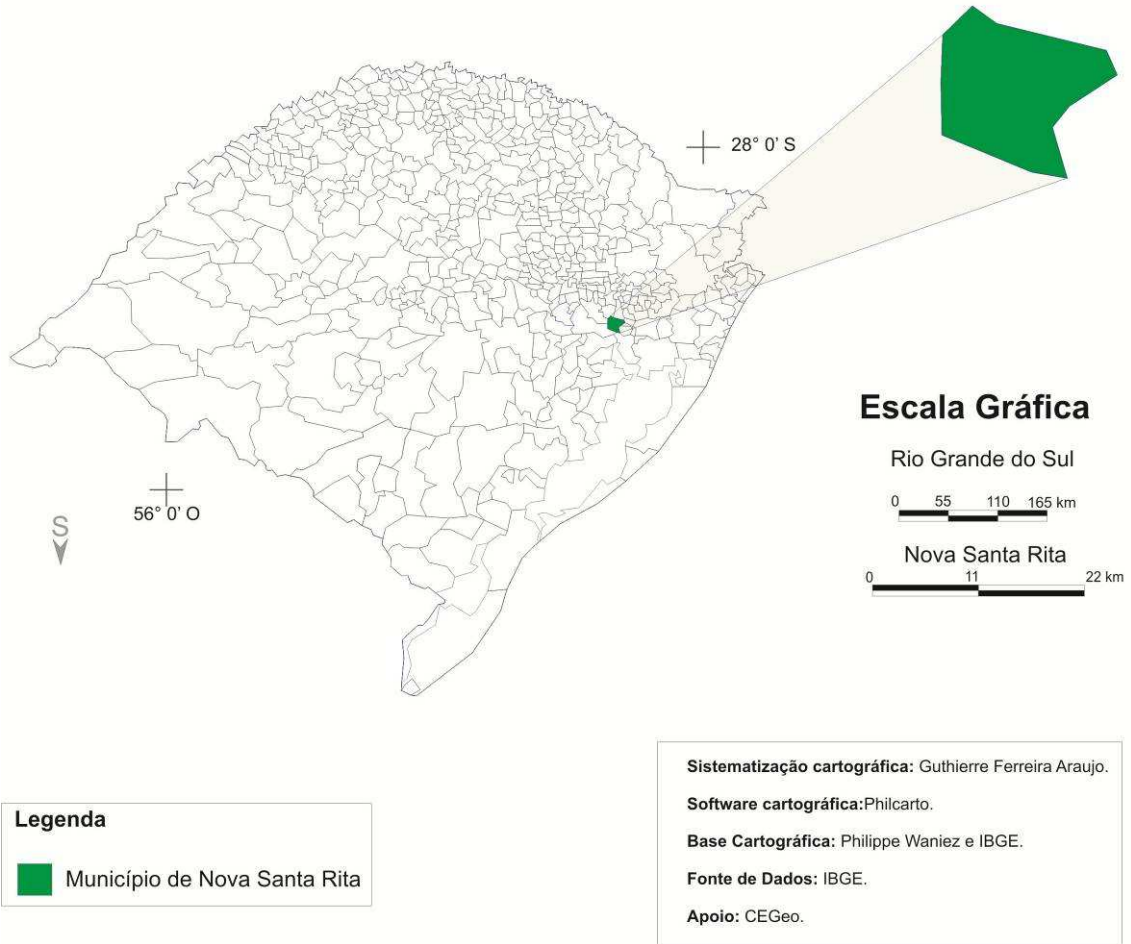 28° 0' S
Escala Gráfica
Rio Grande do Sul
0 55 110 165 km
56° 0' O
S
Nova Santa Rita
0 11 22 km
Legenda
Município de Nova Santa Rita
Sistematização cartográfica: Guthierre Ferreira Araujo.
Software cartográfica:Philcarto.
Base Cartográfica: Philippe Waniez e IBGE.
Fonte de Dados: IBGE.
Apoio: CEGeo.